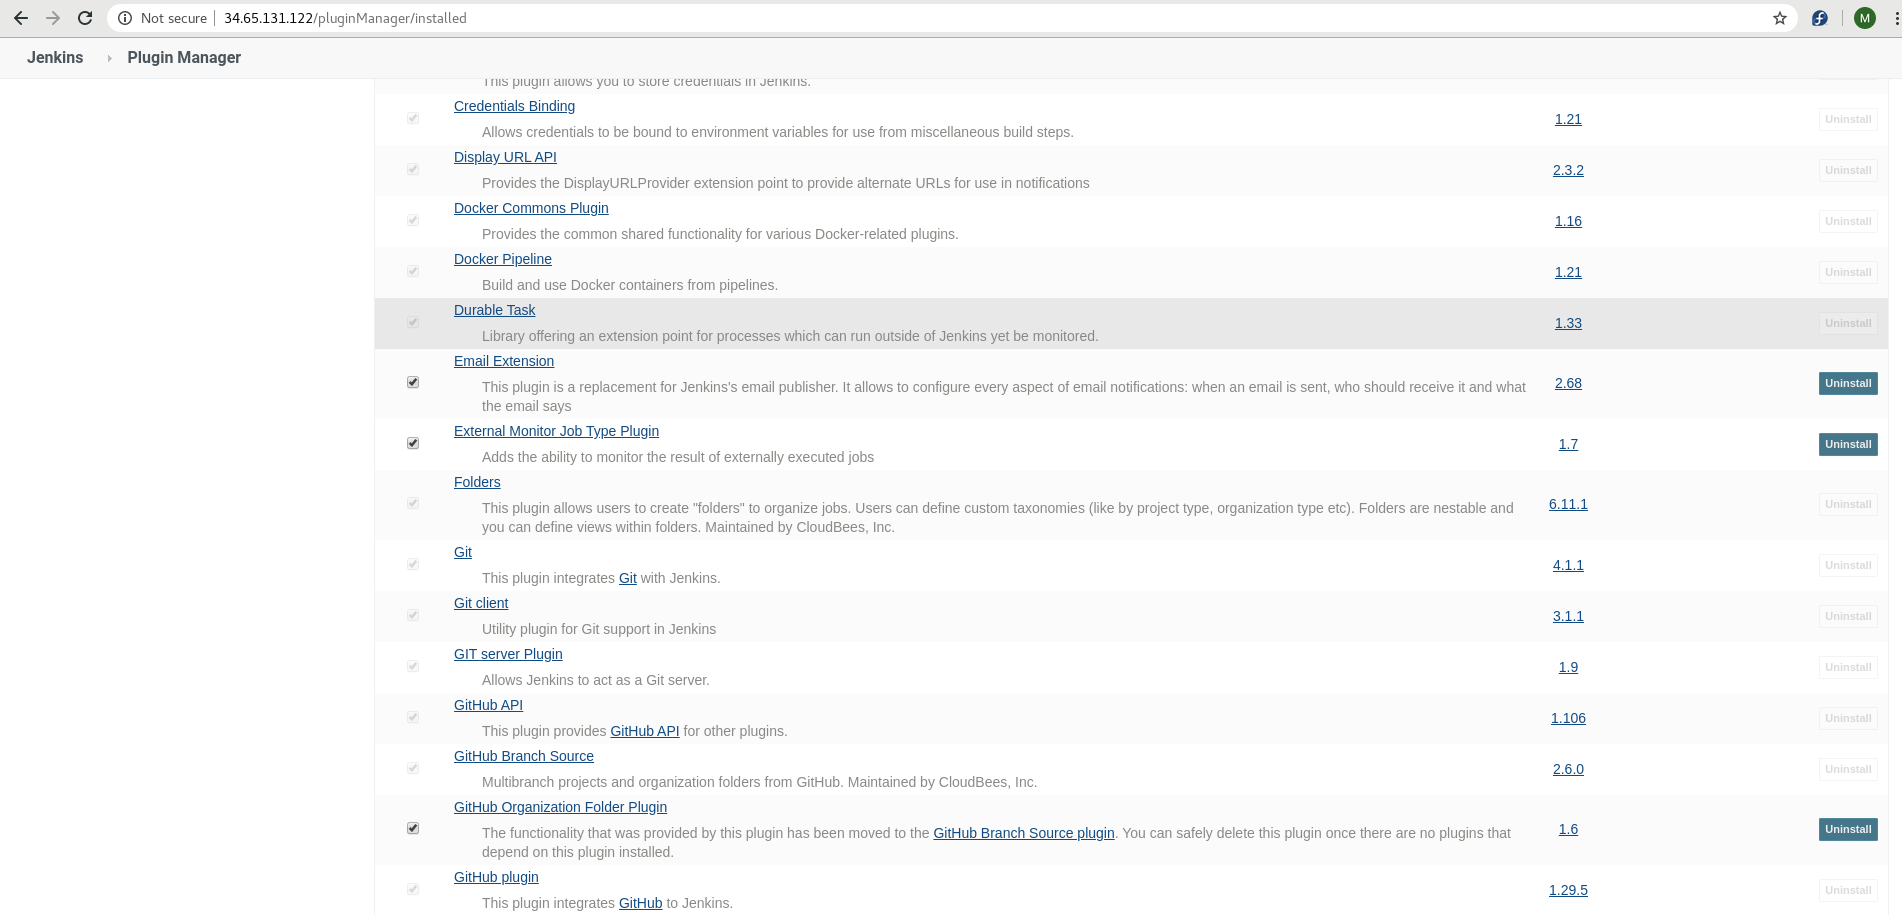 Not secure | 34.65.131.122/pluginManager/installed
M
Jenkins Plugin Manager
This plugin allows you to store credentials in Jenkins.
Credentials Binding
Allows credentials to be bound to environment variables for use from miscellaneous build steps.
1.21
Uninstall
Display URL API
Provides the DisplayURLProvider extension point to provide alternate URLs for use in notifications
2.3.2
Uninstall
Docker Commons Plugin
Provides the common shared functionality for various Docker-related plugins.
1.16
Uninstall
Docker Pipeline
Build and use Docker containers from pipelines.
1.21
Uninstall
Durable Task
Library offering an extension point for processes which can run outside of Jenkins yet be monitored.
1.33
Uninstall
Email Extension
This plugin is a replacement for Jenkins's email publisher. It allows to configure every aspect of email notifications: when an email is sent, who should receive it and what
the email says
2.68
Uninstall
External Monitor Job Type Plugin
Adds the ability to monitor the result of externally executed jobs
1.7
Uninstall
Folders
This plugin allows users to create "folders" to organize jobs. Users can define custom taxonomies (like by project type, organization type etc). Folders are nestable and
you can define views within folders. Maintained by CloudBees, Inc.
6.11.1
Uninstall
Git
This plugin integrates Git with Jenkins.
4.1.1
Uninstall
Git client
Utility plugin for Git support in Jenkins
3.1.1
Uninstall
GIT server Plugin
Allows Jenkins to act as a Git server.
1.9
Uninstall
GitHub API
This plugin provides GitHub API for other plugins.
1.106
Uninstall
GitHub Branch Source
Multibranch projects and organization folders from GitHub. Maintained by CloudBees, Inc.
2.6.0
Uninstall
GitHub Organization Folder Plugin
The functionality that was provided by this plugin has been moved to the GitHub Branch Source plugin. You can safely delete this plugin once there are no plugins that
depend on this plugin installed.
1.6
Uninstall
GitHub plugin
This plugin integrates GitHub to Jenkins.
1.29.5
Uninstall